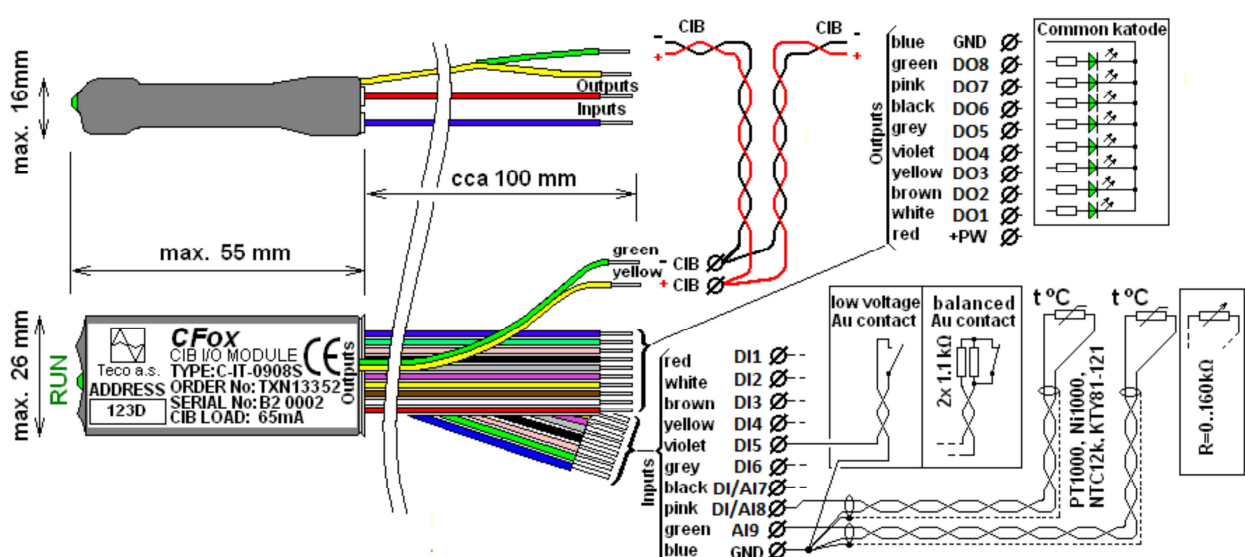 max. 16mm
Outputs
Inputs
cca 100 mm
max. 55 mm
CIB
- +
CIB
- +
green - CIB
yellow + CIB
Outputs
blue GND
green DO8
pink DO7
black DO6
grey DO5
violet DO4
yellow DO3
brown DO2
white DO1
red +PW
Common katode
max. 26 mm
RUN
CFox
CIB I/O MODULE
Teco a.s.
TYPE:C-IT-0908S
ADDRESS
ORDER No: TXN13352
123D
SERIAL No: B2 0002
CIB LOAD: 65mA
CE
Outputs
Inputs
red DI1
white DI2
brown DI3
yellow DI4
violet DI5
grey DI6
black DI/AI7
pink DI/AI8
green AI9
blue GND
low voltage
Au contact
balanced
Au contact
2x 1.1 kΩ
t ºC
t ºC
PT1000, Ni1000,
NTC12k, KTY81-121
R=0..160kΩ